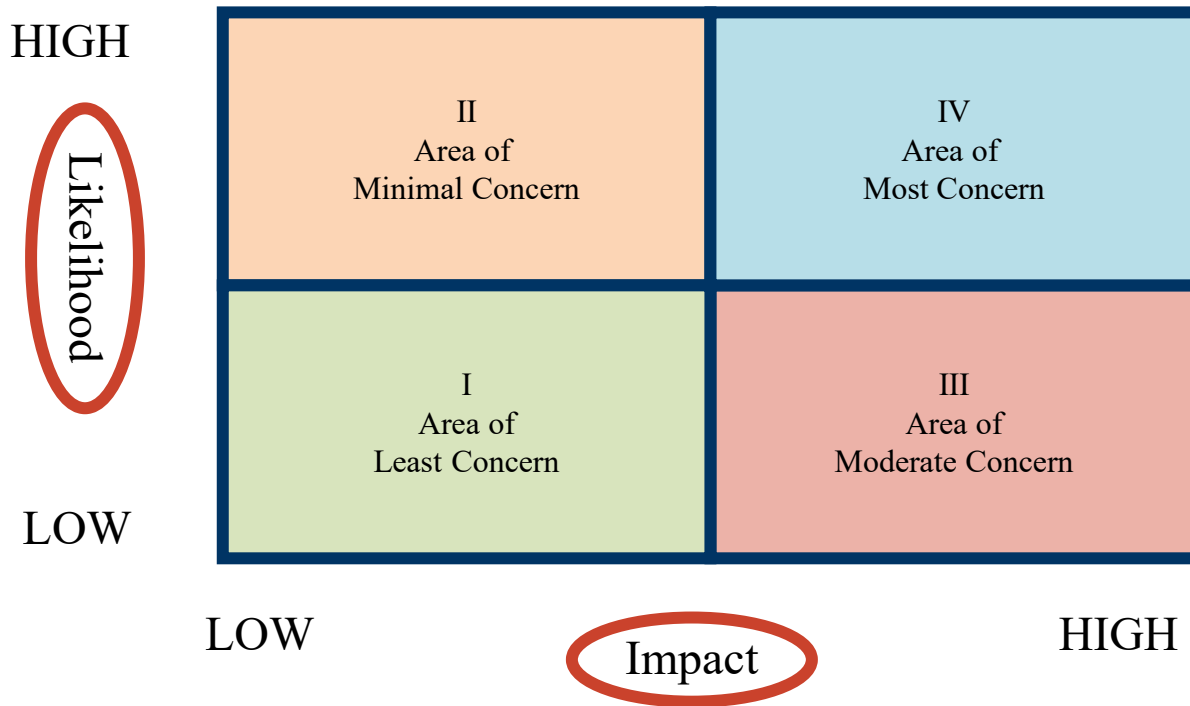 HIGH
II
Area of
Minimal Concern
IV
Area of
Most Concern
Likelihood
I
Area of
Least Concern
III
Area of
Moderate Concern
LOW
LOW
Impact
HIGH